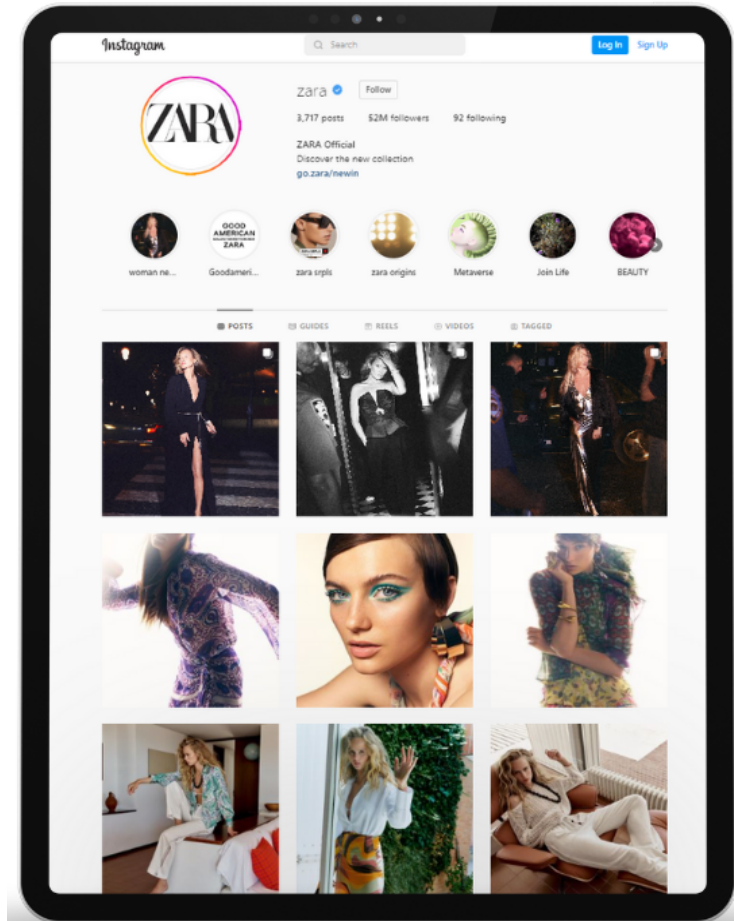 Instagram
Search
Log In
Sign Up
ZARA
zara
Follow
3,717 posts 52M followers 92 following
ZARA Official
Discover the new collection
go.zara/newin
GOOD
AMERICAN
ZARA
woman ne...
Goodameri...
zara srpls
zara origins
Metaverse
Join Life
BEAUTY
POSTS
GUIDES
REELS
VIDEOS
TAGGED